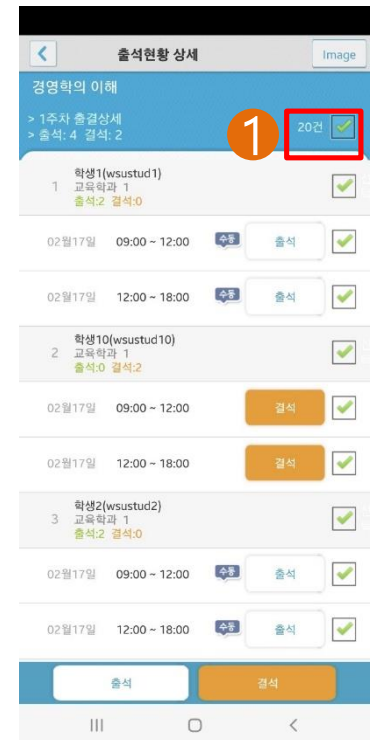 출석현황 상세
Image
경영학의 이해
> 1주차 출결상세
> 출석: 4 결석: 2
1
20건
학생1(wsustud1)
1 교육학과 1
출석:2 결석:0
02월17일 09:00 ~ 12:00 수동 출석
02월17일 12:00 ~ 18:00 수동 출석
학생10(wsustud10)
2 교육학과 1
출석:0 결석:2
02월17일 09:00 ~ 12:00 결석
02월17일 12:00 ~ 18:00 결석
학생2(wsustud2)
3 교육학과 1
출석:2 결석:0
02월17일 09:00 ~ 12:00 수동 출석
02월17일 12:00 ~ 18:00 수동 출석
출석 결석